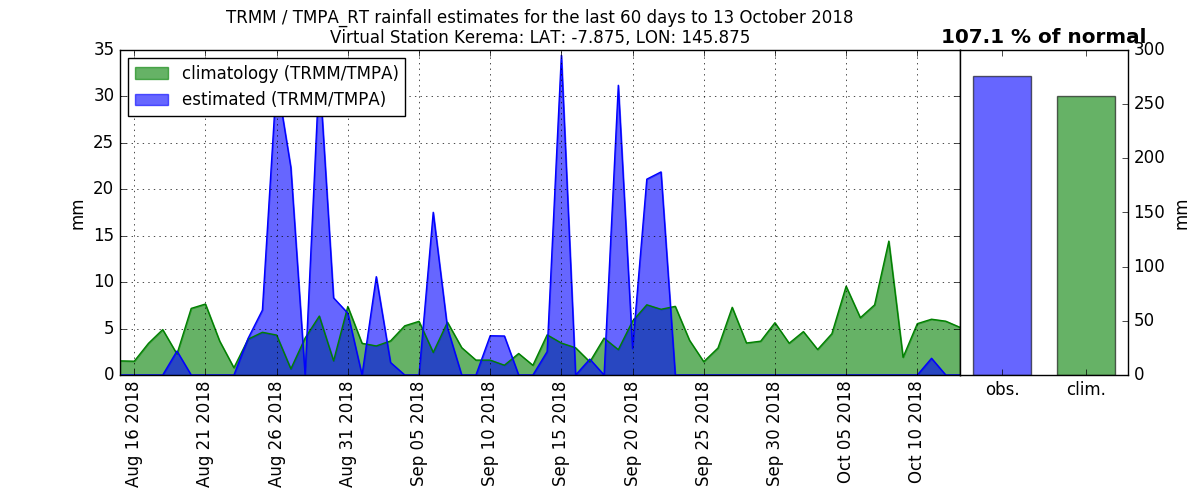 TRMM / TMPA_RT rainfall estimates for the last 60 days to 13 October 2018
Virtual Station Kerema: LAT: -7.875, LON: 145.875
107.1 % of normal
climatology (TRMM/TMPA)
estimated (TRMM/TMPA)
35
30
25
20
15
10
5
0
mm
300
250
200
150
100
50
0
mm
Aug 16 2018
Aug 21 2018
Aug 26 2018
Aug 31 2018
Sep 05 2018
Sep 10 2018
Sep 15 2018
Sep 20 2018
Sep 25 2018
Sep 30 2018
Oct 05 2018
Oct 10 2018
obs.
clim.